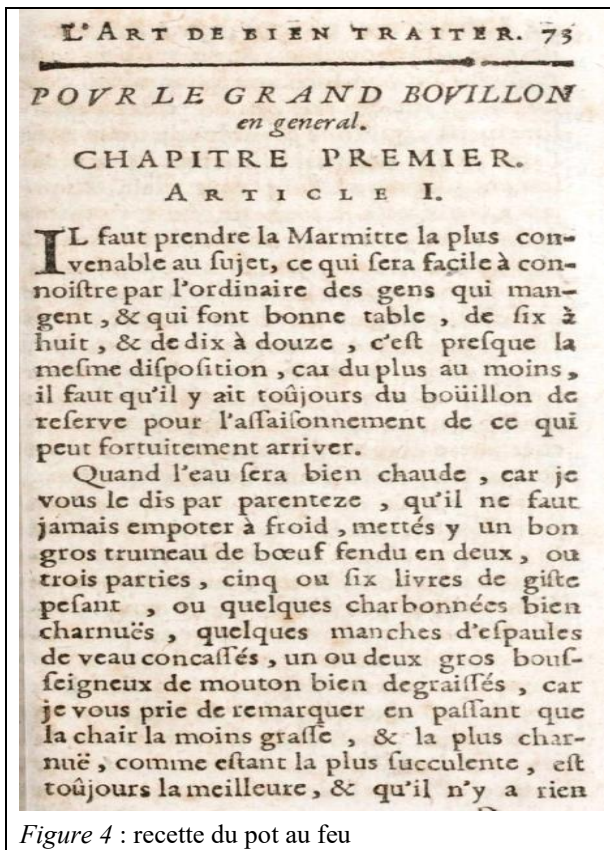 L'ART DE BIEN TRAITER. 73
POVR LE GRAND BOVILLON
en general.
CHAPITRE PREMIER.
ARTICLE I.
IL faut prendre la Marmitte la plus con-
venable au ſujet, ce qui ſera façile à con-
noiſtre par l'ordinaire des gens qui man-
gent, & qui font bonne table, de ſix à
huit, & de dix à douze, c'eſt preſque la
meſme diſpoſition, car du plus au moins,
il faut qu'il y ait toûjours du boüillon de
reſerve pour l'aſſaiſonnement de ce qui
peut fortuitement arriver.
Quand l'eau ſera bien chaude, car je
vous le dis par parenteze, qu'il ne faut
jamais empoter à froid, mettés y un bon
gros trumeau de bœuf fendu en deux, ou
trois parties, cinq ou ſix livres de giſte
peſant, ou quelques charbonnées bien
charnuës, quelques manches d'eſpaules
de veau concaſſés, un ou deux gros bouſ-
ſeigneux de mouton bien degraiſſés, car
je vous prie de remarquer en paſſant que
la chair la moins graſſe, & la plus char-
nuë, comme eſtant la plus ſucculente, eſt
toûjours la meilleure, & qu'il n'y a rien
Figure 4 : recette du pot au feu